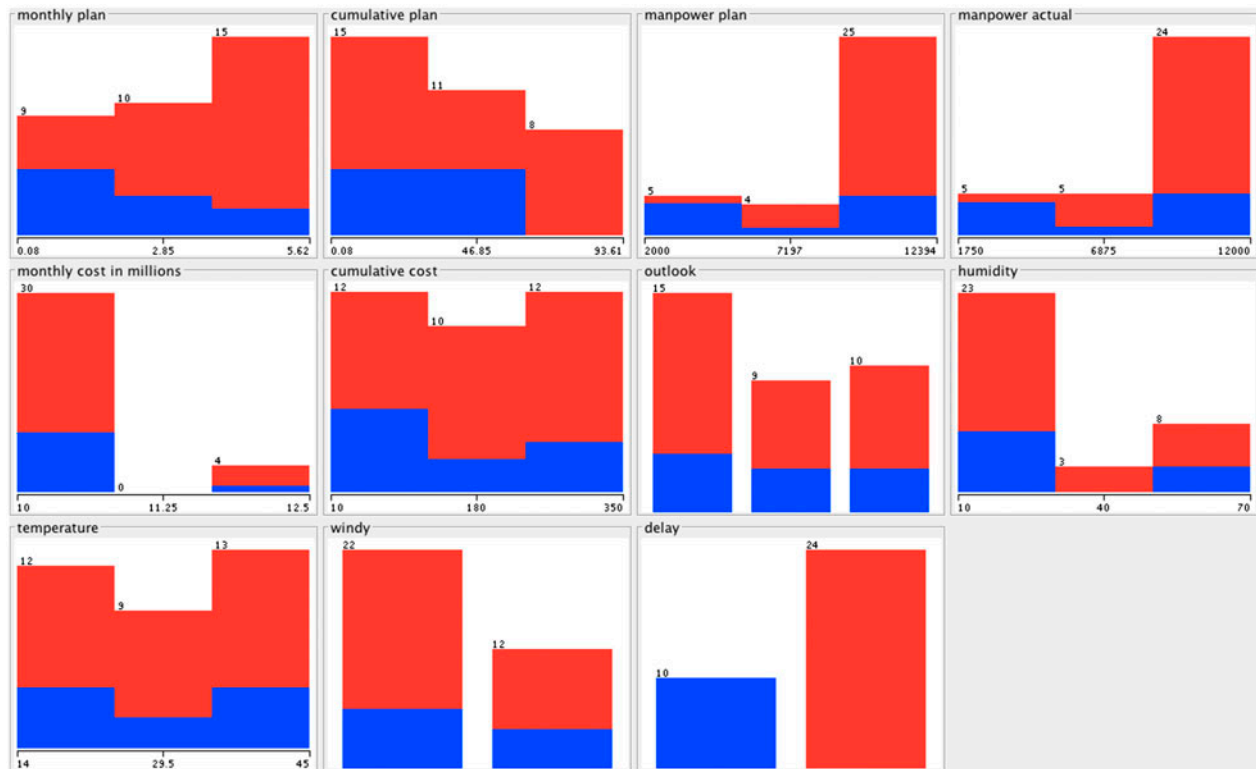 monthly plan
9
10
15
0.08 2.85 5.62
cumulative plan
15
11
8
0.08 46.85 93.61
manpower plan
5
4
25
2000 7197 12394
manpower actual
5
5
24
1750 6875 12000
monthly cost in millions
30
0
4
10 11.25 12.5
cumulative cost
12
10
12
10 180 350
outlook
15
9
10
humidity
23
3
8
10 40 70
temperature
12
9
13
14 29.5 45
windy
22
12
delay
10
24